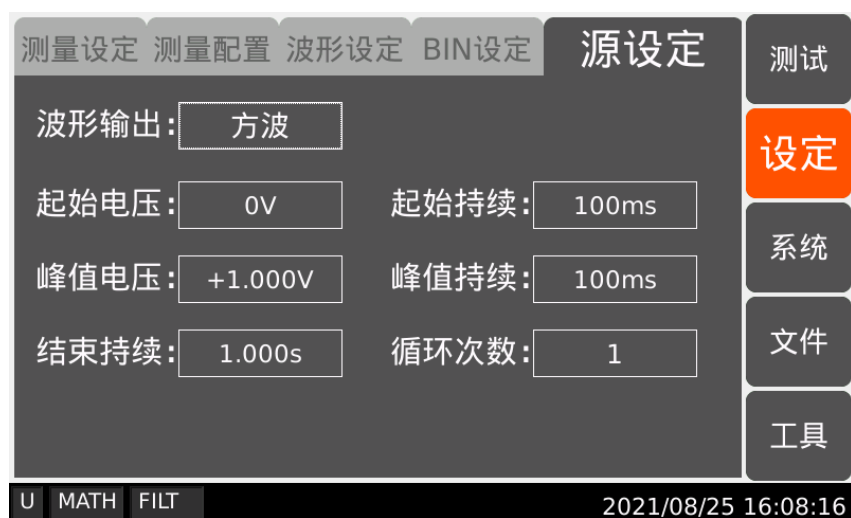 测量设定 测量配置 波形设定 BIN设定 源设定
测试
波形输出: 方波
设定
起始电压: 0V 起始持续: 100ms
系统
峰值电压: +1.000V 峰值持续: 100ms
结束持续: 1.000s 循环次数: 1
文件
工具
U MATH FILT 2021/08/25 16:08:16